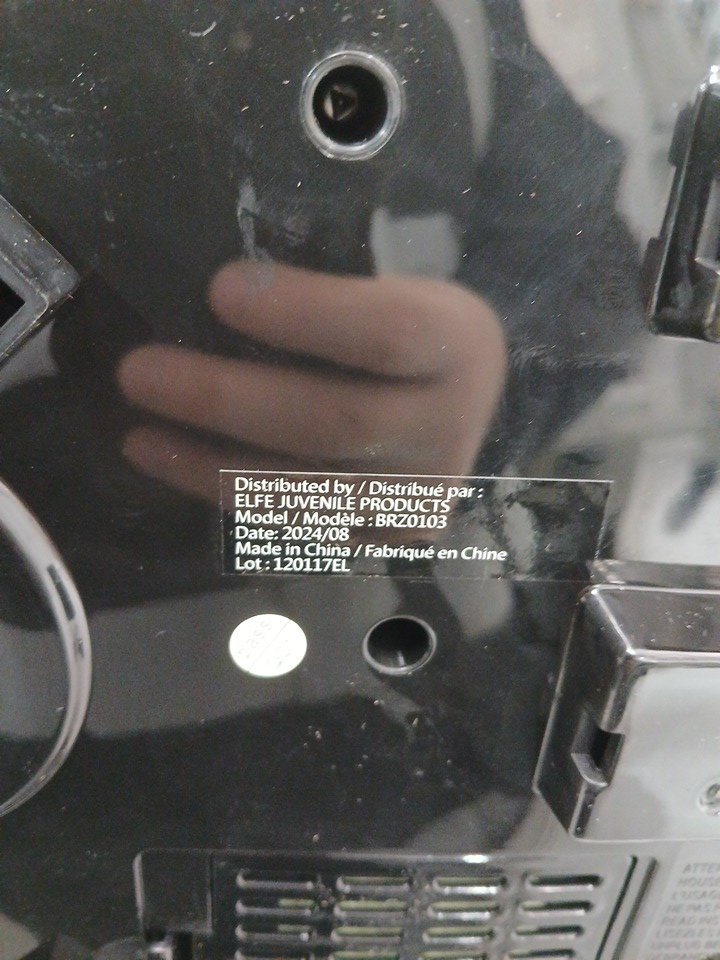 Distributed by / Distribué par :
ELFE JUVENILE PRODUCTS
Model / Modèle : BRZ0103
Date: 2024/08
Made in China / Fabriqué en Chine
Lot : 120117EL